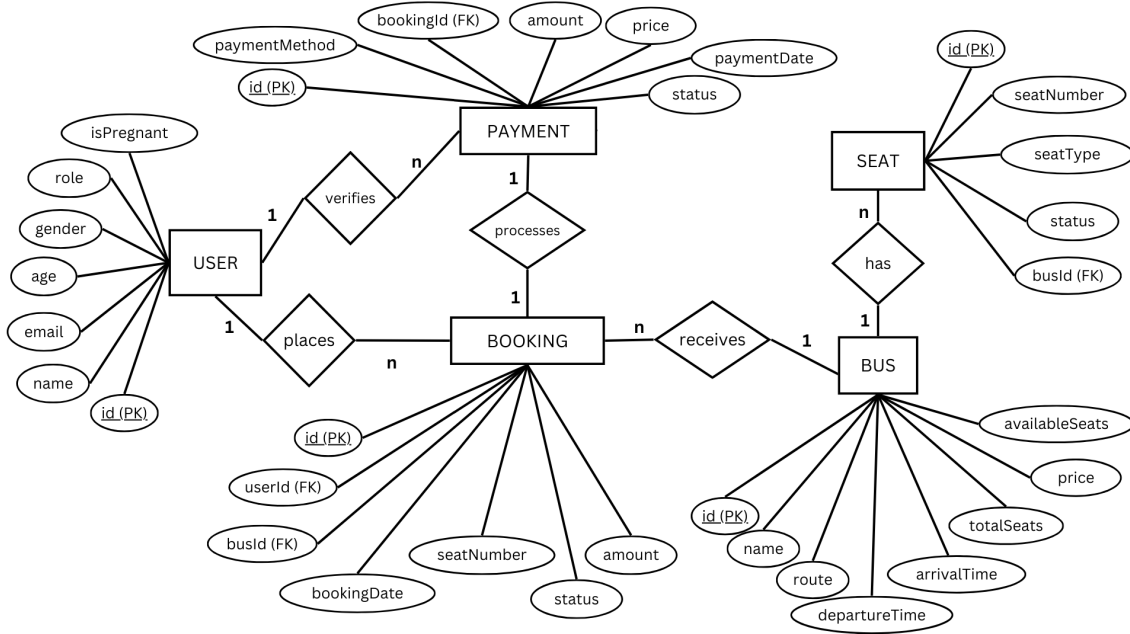 bookingId (FK)
amount
price
paymentMethod
paymentDate
id (PK)
status
PAYMENT
isPregnant
role
gender
age
email
name
id (PK)
USER
1
verifies
n
1
processes
1
1
places
n
BOOKING
n
receives
1
id (PK)
seatNumber
seatType
status
busId (FK)
SEAT
n
has
1
BUS
id (PK)
userId (FK)
busId (FK)
bookingDate
seatNumber
status
amount
availableSeats
price
totalSeats
arrivalTime
departureTime
route
name
id (PK)